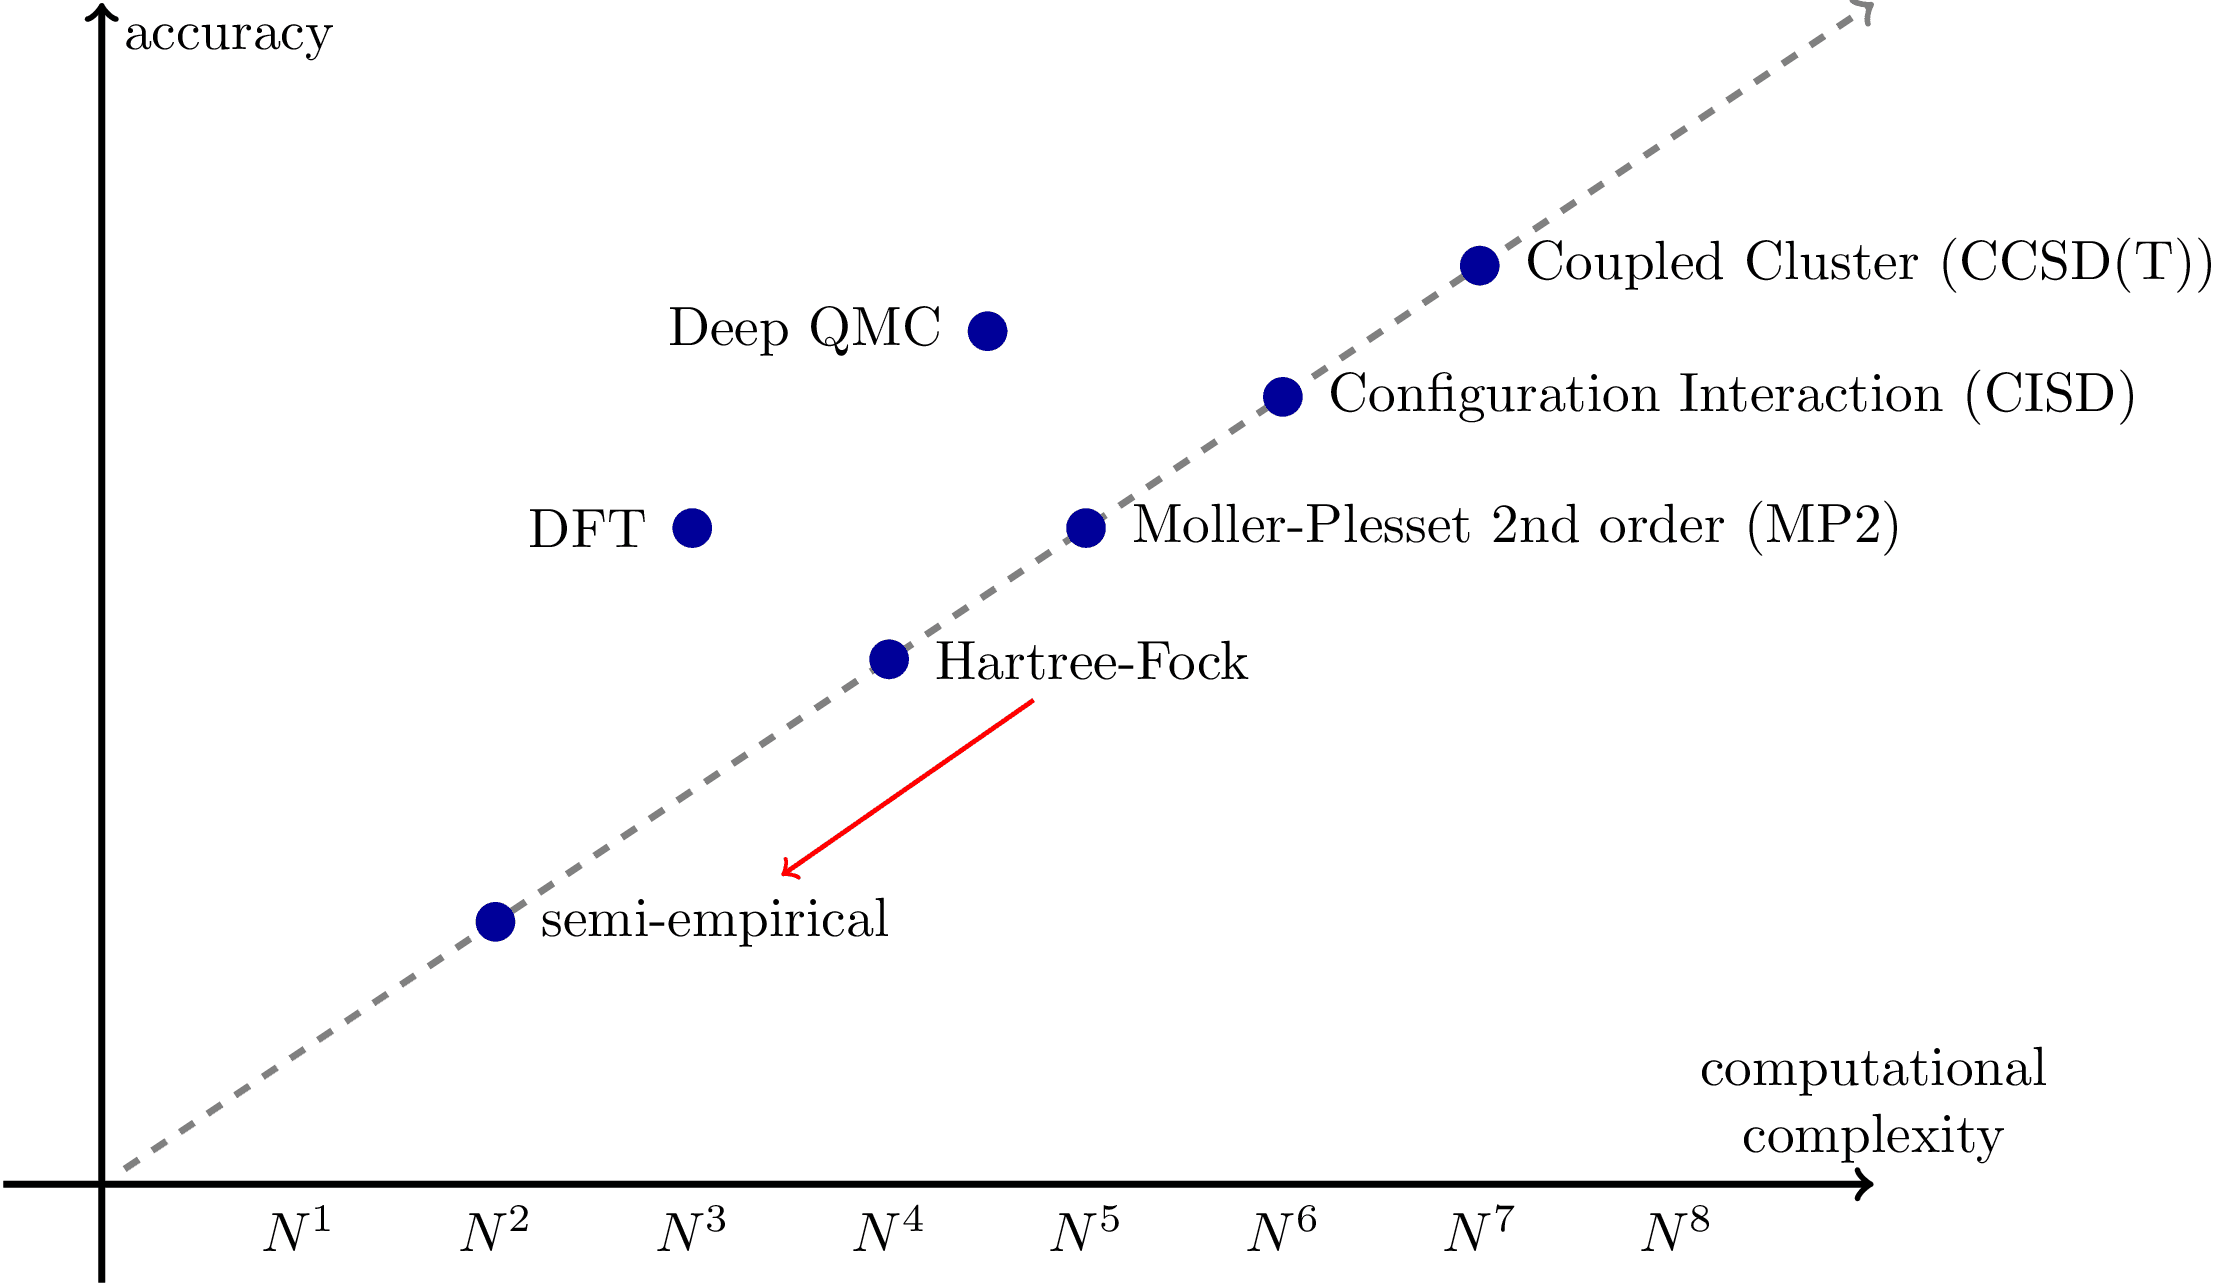 accuracy
Coupled Cluster (CCSD(T))
Deep QMC
Configuration Interaction (CISD)
DFT
Moller-Plesset 2nd order (MP2)
Hartree-Fock
semi-empirical
computational
complexity
N¹ N² N³ N⁴ N⁵ N⁶ N⁷ N⁸